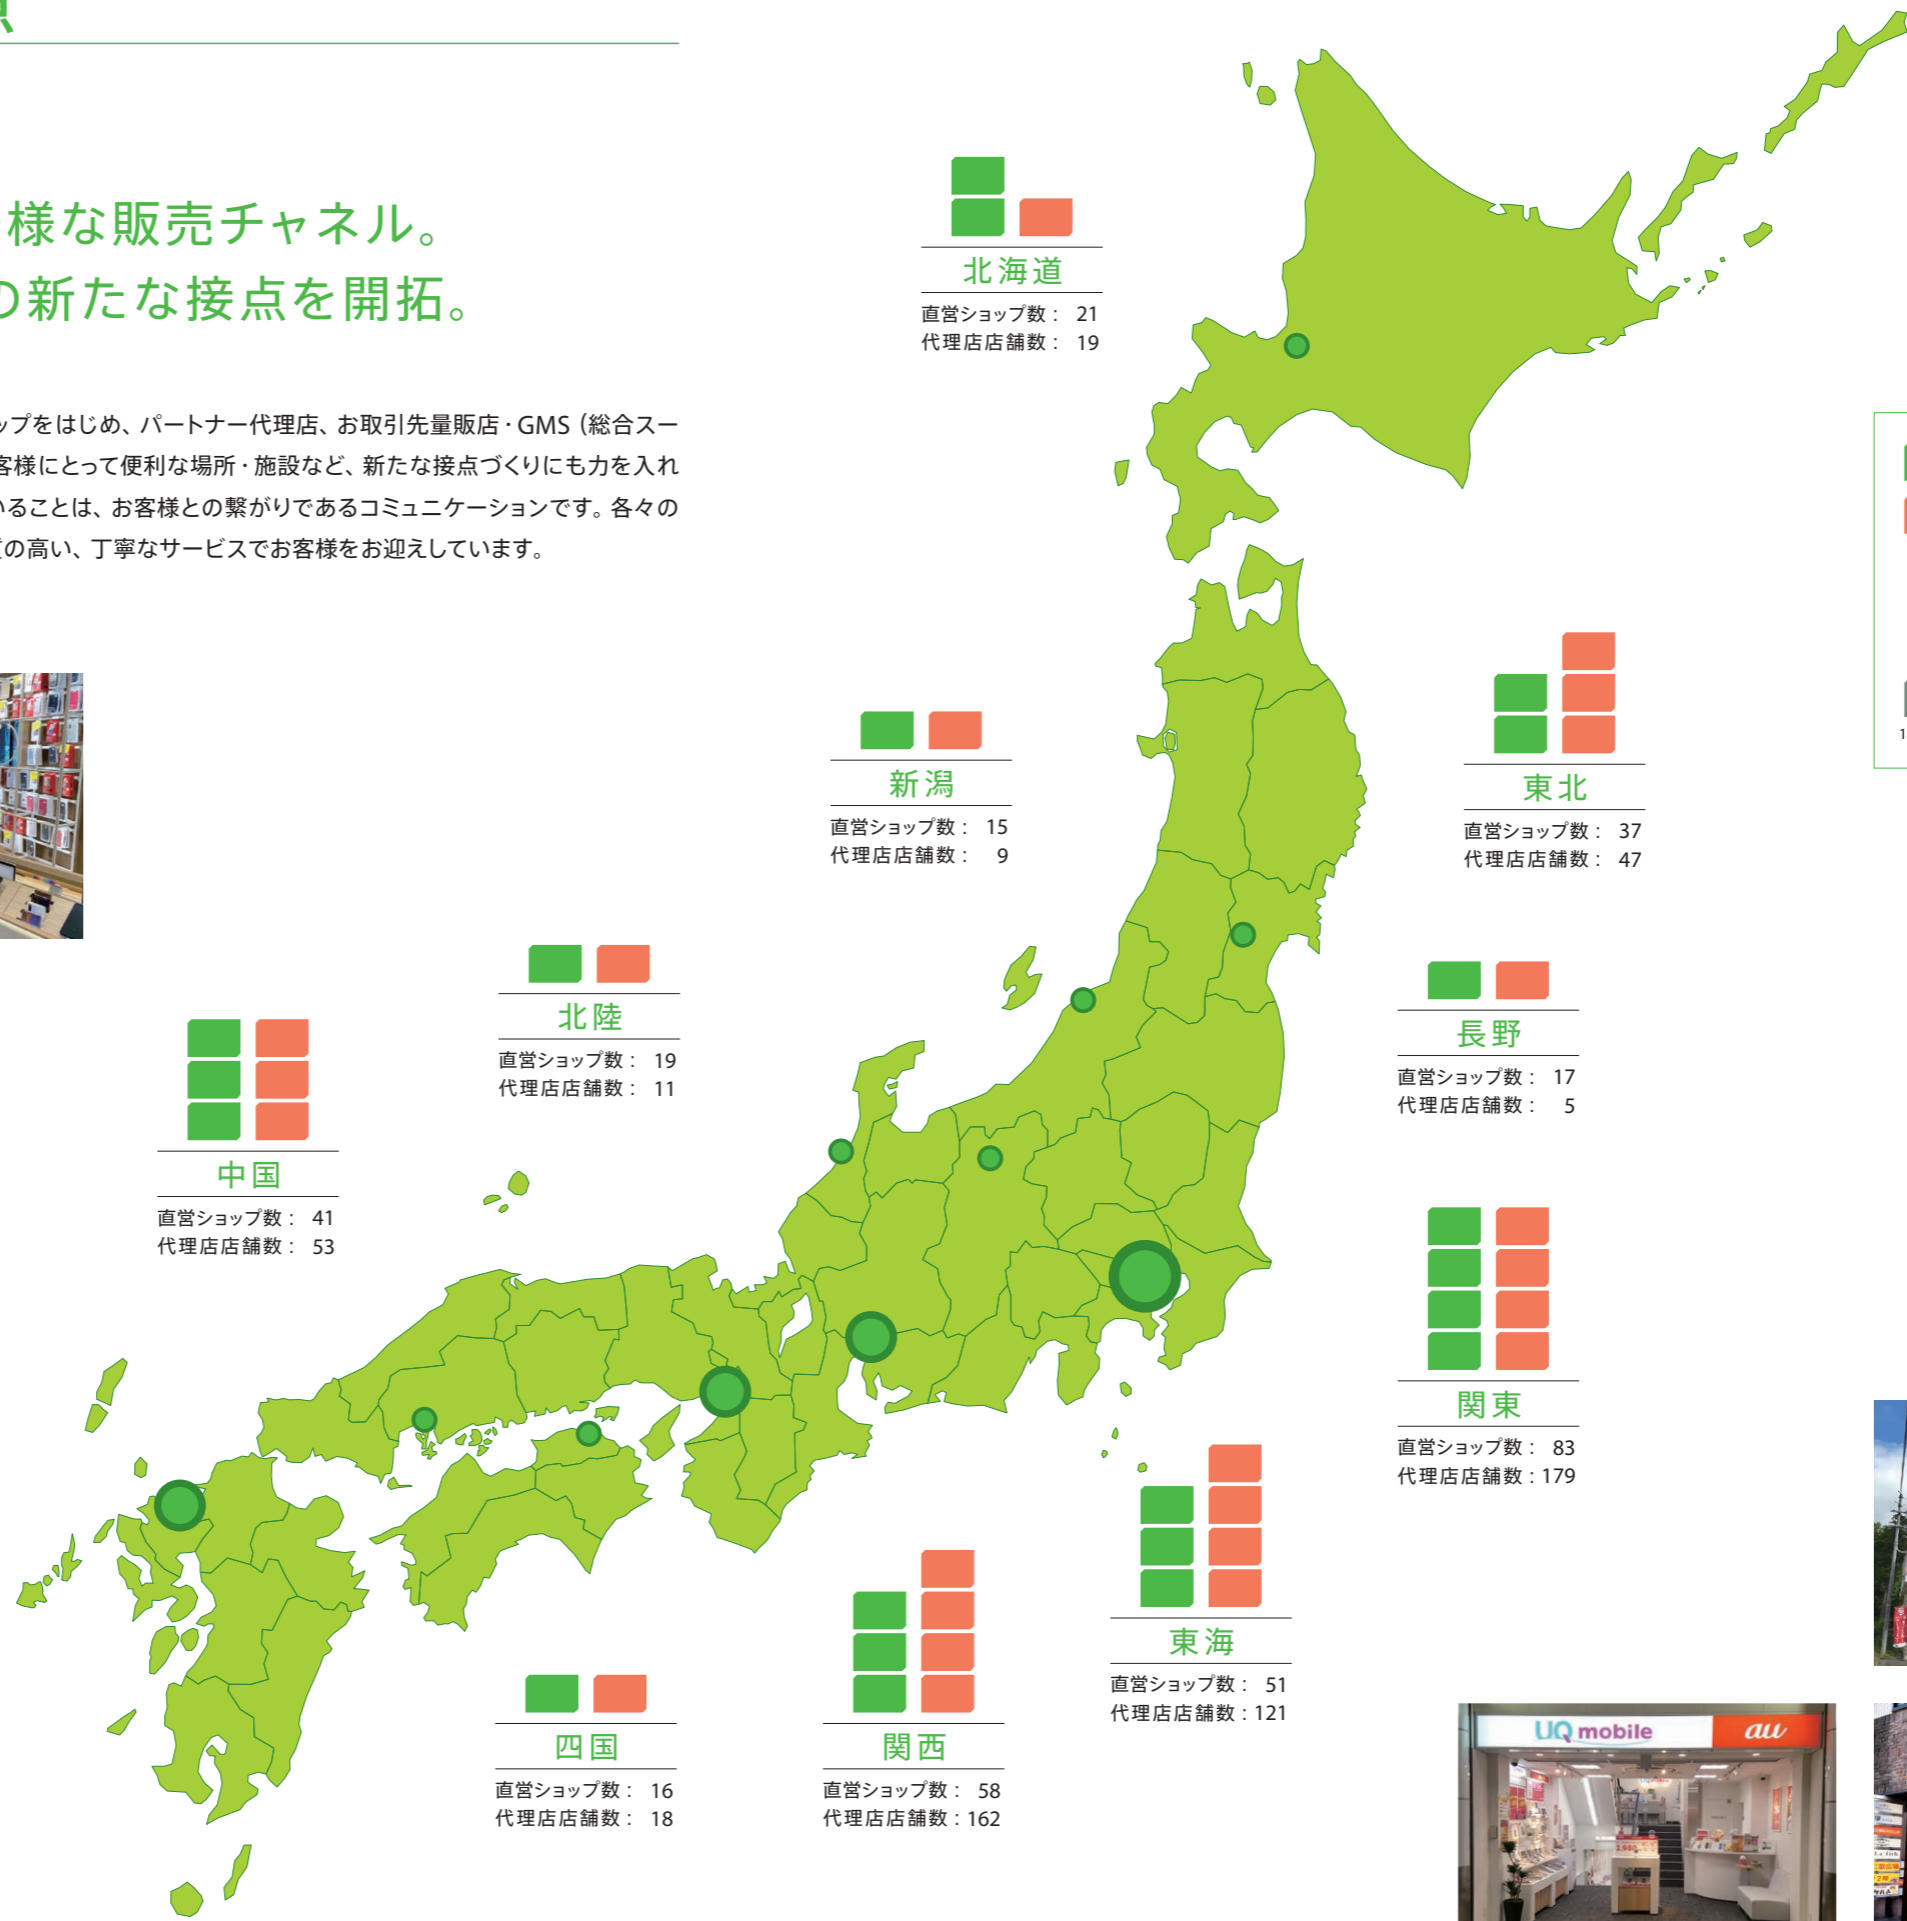 様な販売チャネル。
の新たな接点を開拓。
ップをはじめ、パートナー代理店、お取引先量販店・GMS（総合スー
客様にとって便利な場所・施設など、新たな接点づくりにも力を入れ
いることは、お客様との繋がりであるコミュニケーションです。各々の
の高い、丁寧なサービスでお客様をお迎えしています。
北海道
直営ショップ数： 21
代理店店舗数： 19
新潟
直営ショップ数： 15
代理店店舗数： 9
東北
直営ショップ数： 37
代理店店舗数： 47
北陸
直営ショップ数： 19
代理店店舗数： 11
長野
直営ショップ数： 17
代理店店舗数： 5
中国
直営ショップ数： 41
代理店店舗数： 53
関東
直営ショップ数： 83
代理店店舗数：179
東海
直営ショップ数： 51
代理店店舗数：121
四国
直営ショップ数： 16
代理店店舗数： 18
関西
直営ショップ数： 58
代理店店舗数：162
UQ mobile au
1